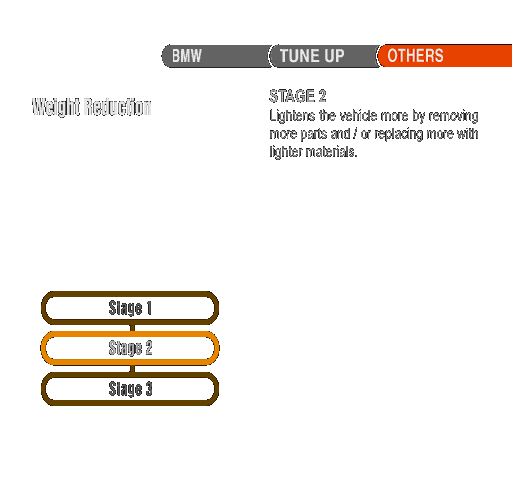 BMW
TUNE UP
OTHERS
Weight Reduction
STAGE 2
Lightens the vehicle more by removing
more parts and / or replacing more with
lighter materials.
Stage 1
Stage 2
Stage 3